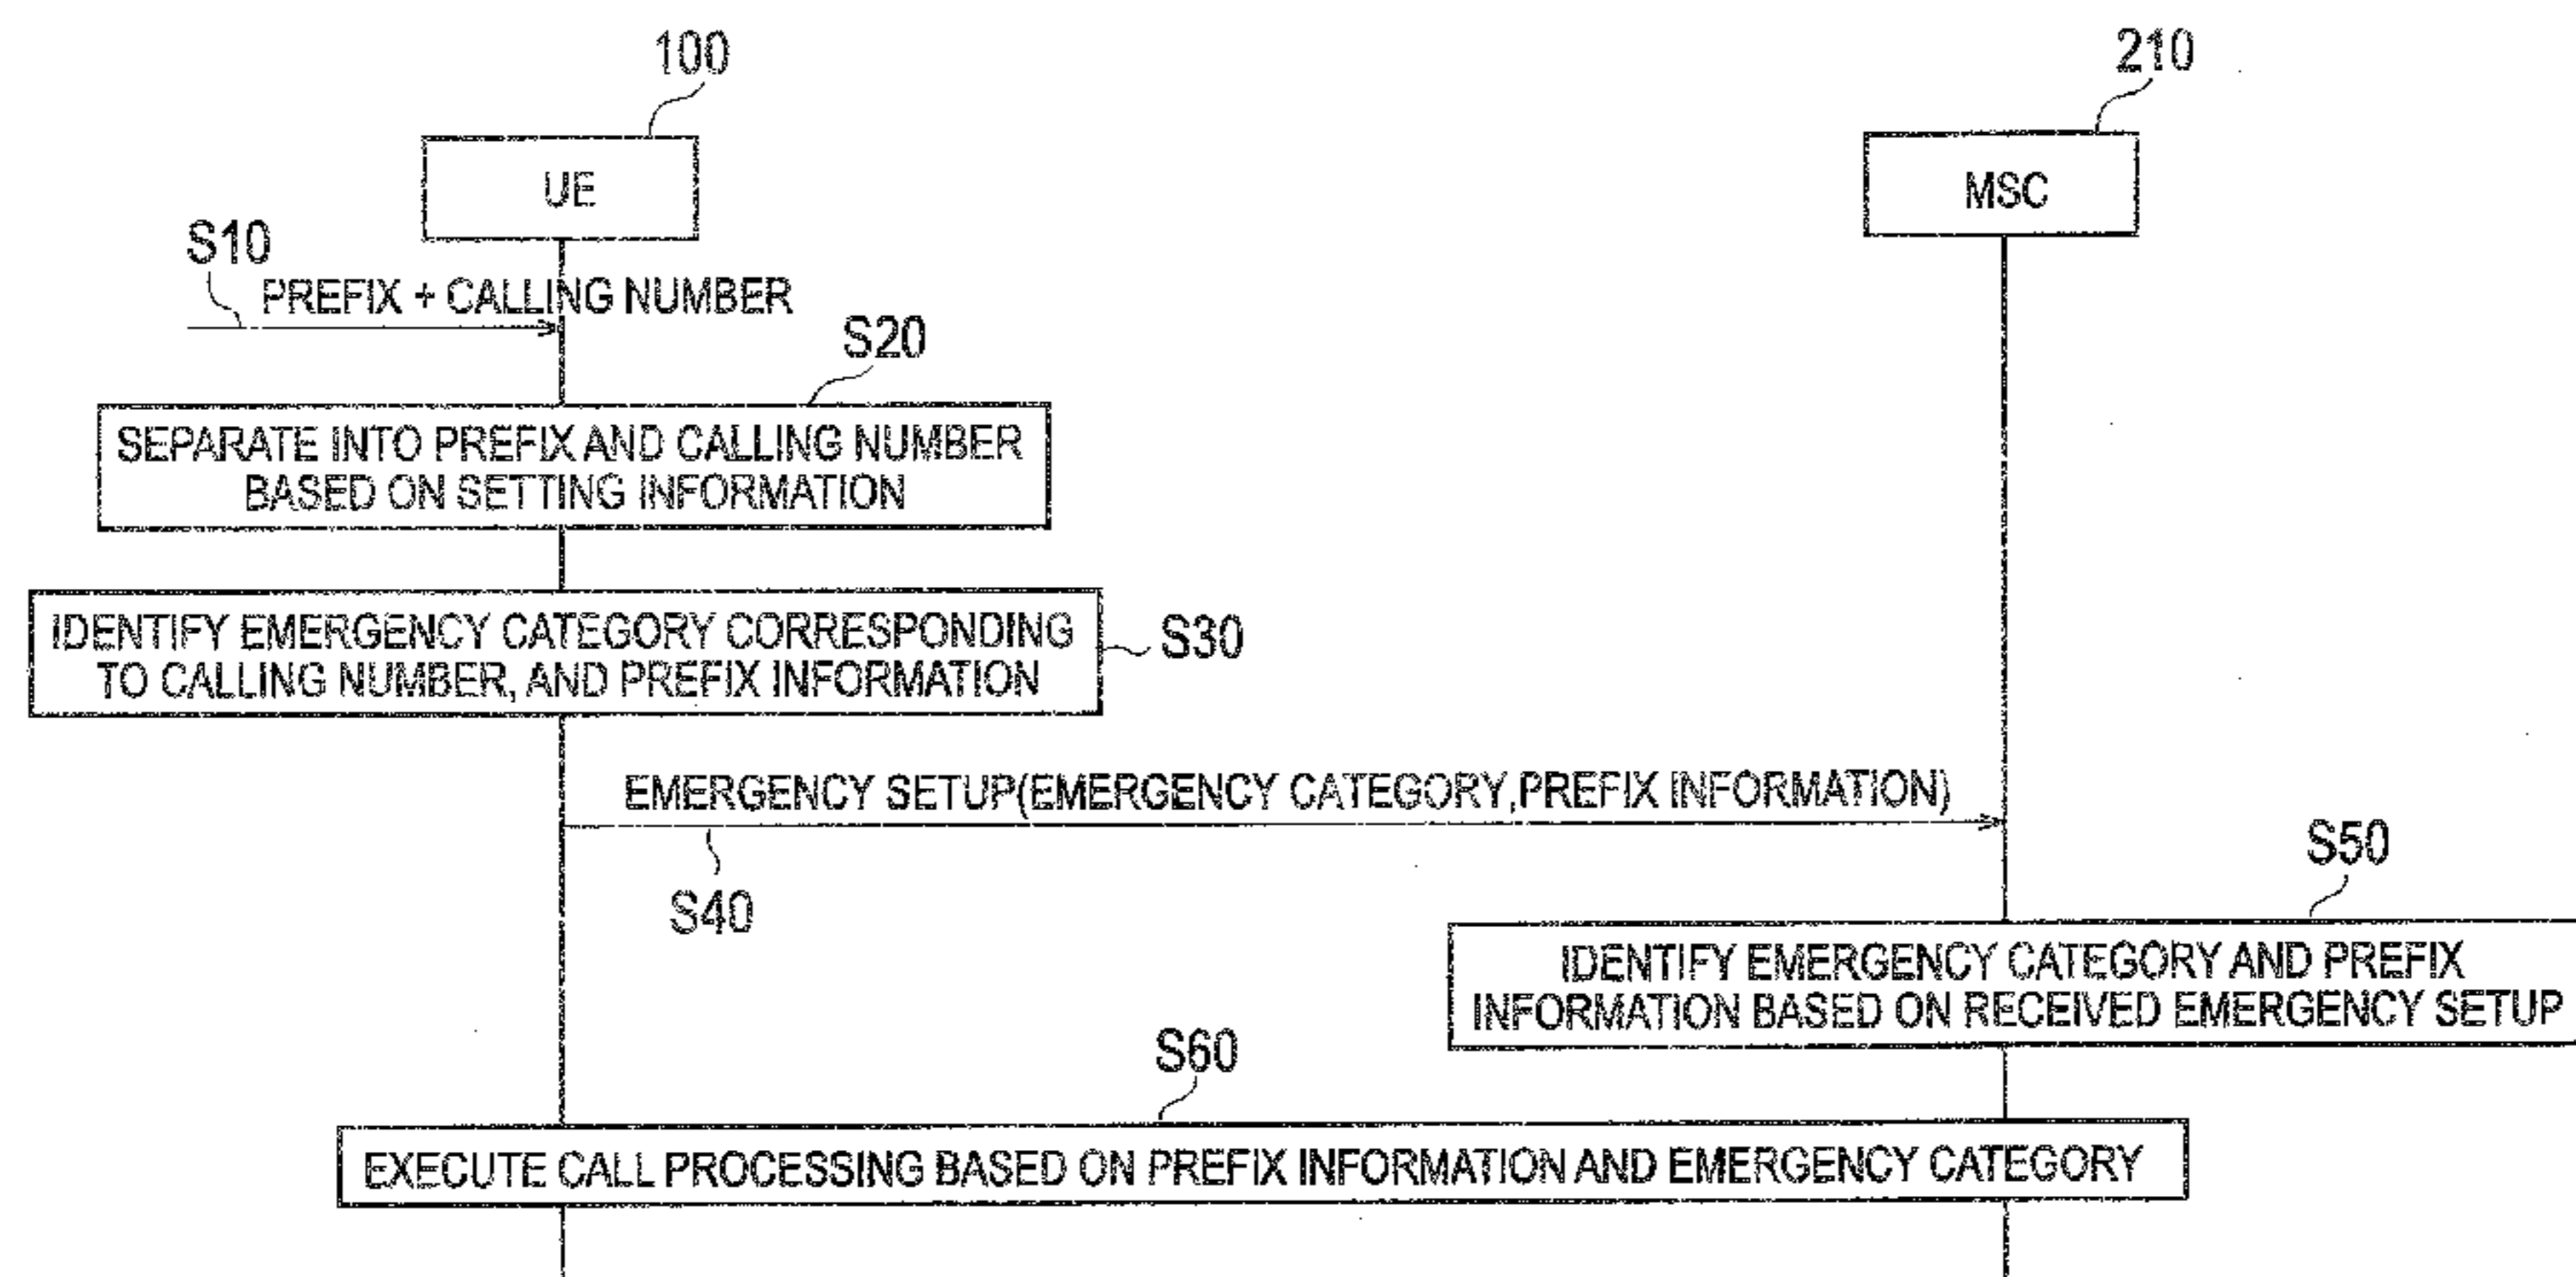 100
210
UE
MSC
S10
PREFIX + CALLING NUMBER
S20
SEPARATE INTO PREFIX AND CALLING NUMBER
BASED ON SETTING INFORMATION
IDENTIFY EMERGENCY CATEGORY CORRESPONDING
TO CALLING NUMBER, AND PREFIX INFORMATION
S30
EMERGENCY SETUP(EMERGENCY CATEGORY,PREFIX INFORMATION)
S40
S50
IDENTIFY EMERGENCY CATEGORY AND PREFIX
INFORMATION BASED ON RECEIVED EMERGENCY SETUP
S60
EXECUTE CALL PROCESSING BASED ON PREFIX INFORMATION AND EMERGENCY CATEGORY